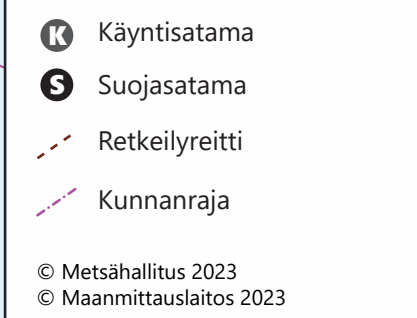 K Käyntisatama
S Suojasatama
Retkeilyreitti
Kunnanraja
© Metsähallitus 2023
© Maanmittauslaitos 2023